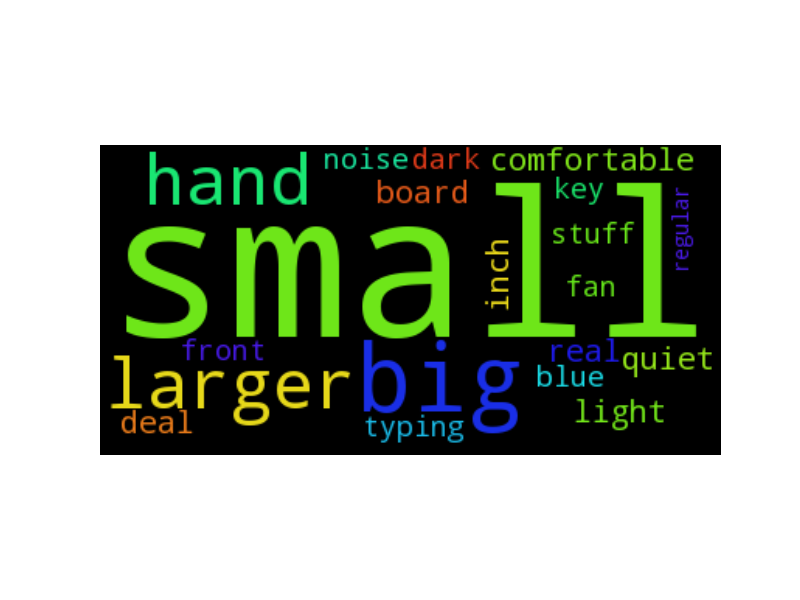 noise dark comfortable
hand board key
small
regular
stuff
inch
fan
front real quiet
larger big blue
light
deal typing